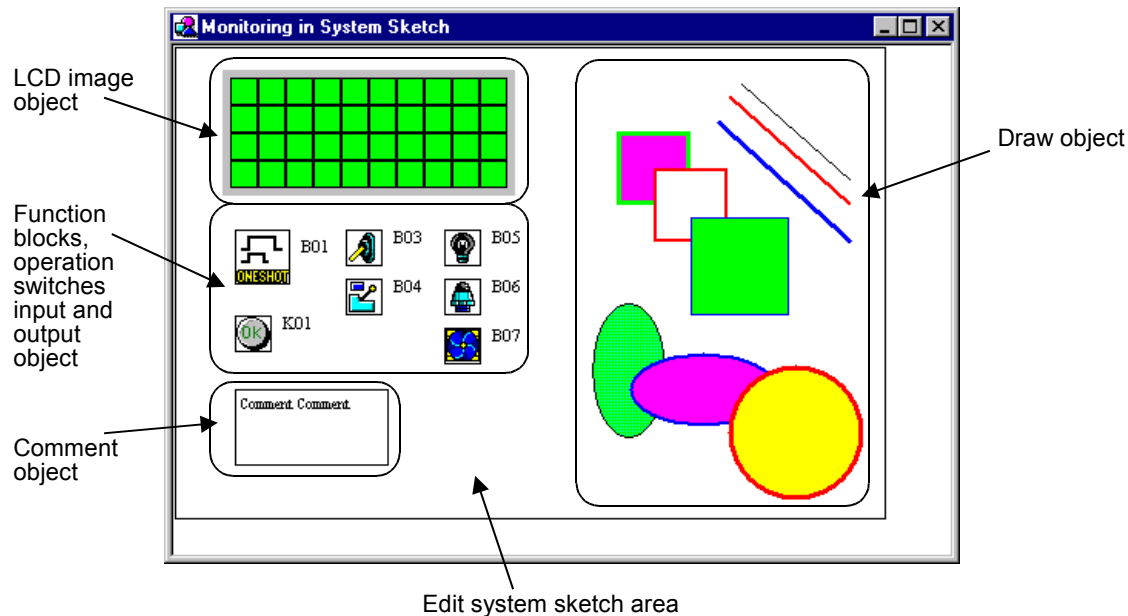 Monitoring in System Sketch
LCD image
object
Draw object
Function
blocks,
operation
switches
input and
output
object
B01
B03
B05
ONESHOT
B04
B06
OK
K01
B07
Comment
object
Comment Comment
Edit system sketch area